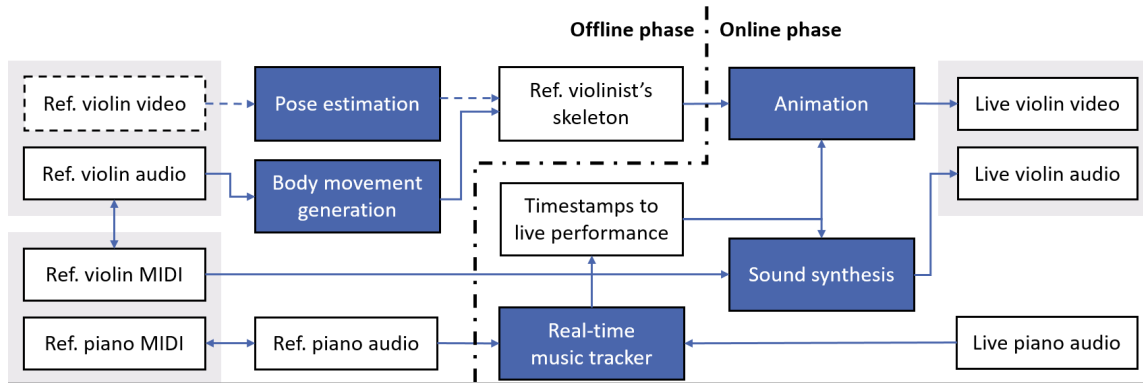 Offline phase
Online phase
Ref. violin video
Pose estimation
Ref. violinist's
skeleton
Animation
Live violin video
Ref. violin audio
Body movement
generation
Timestamps to
live performance
Live violin audio
Ref. violin MIDI
Sound synthesis
Ref. piano MIDI
Ref. piano audio
Real-time
music tracker
Live piano audio